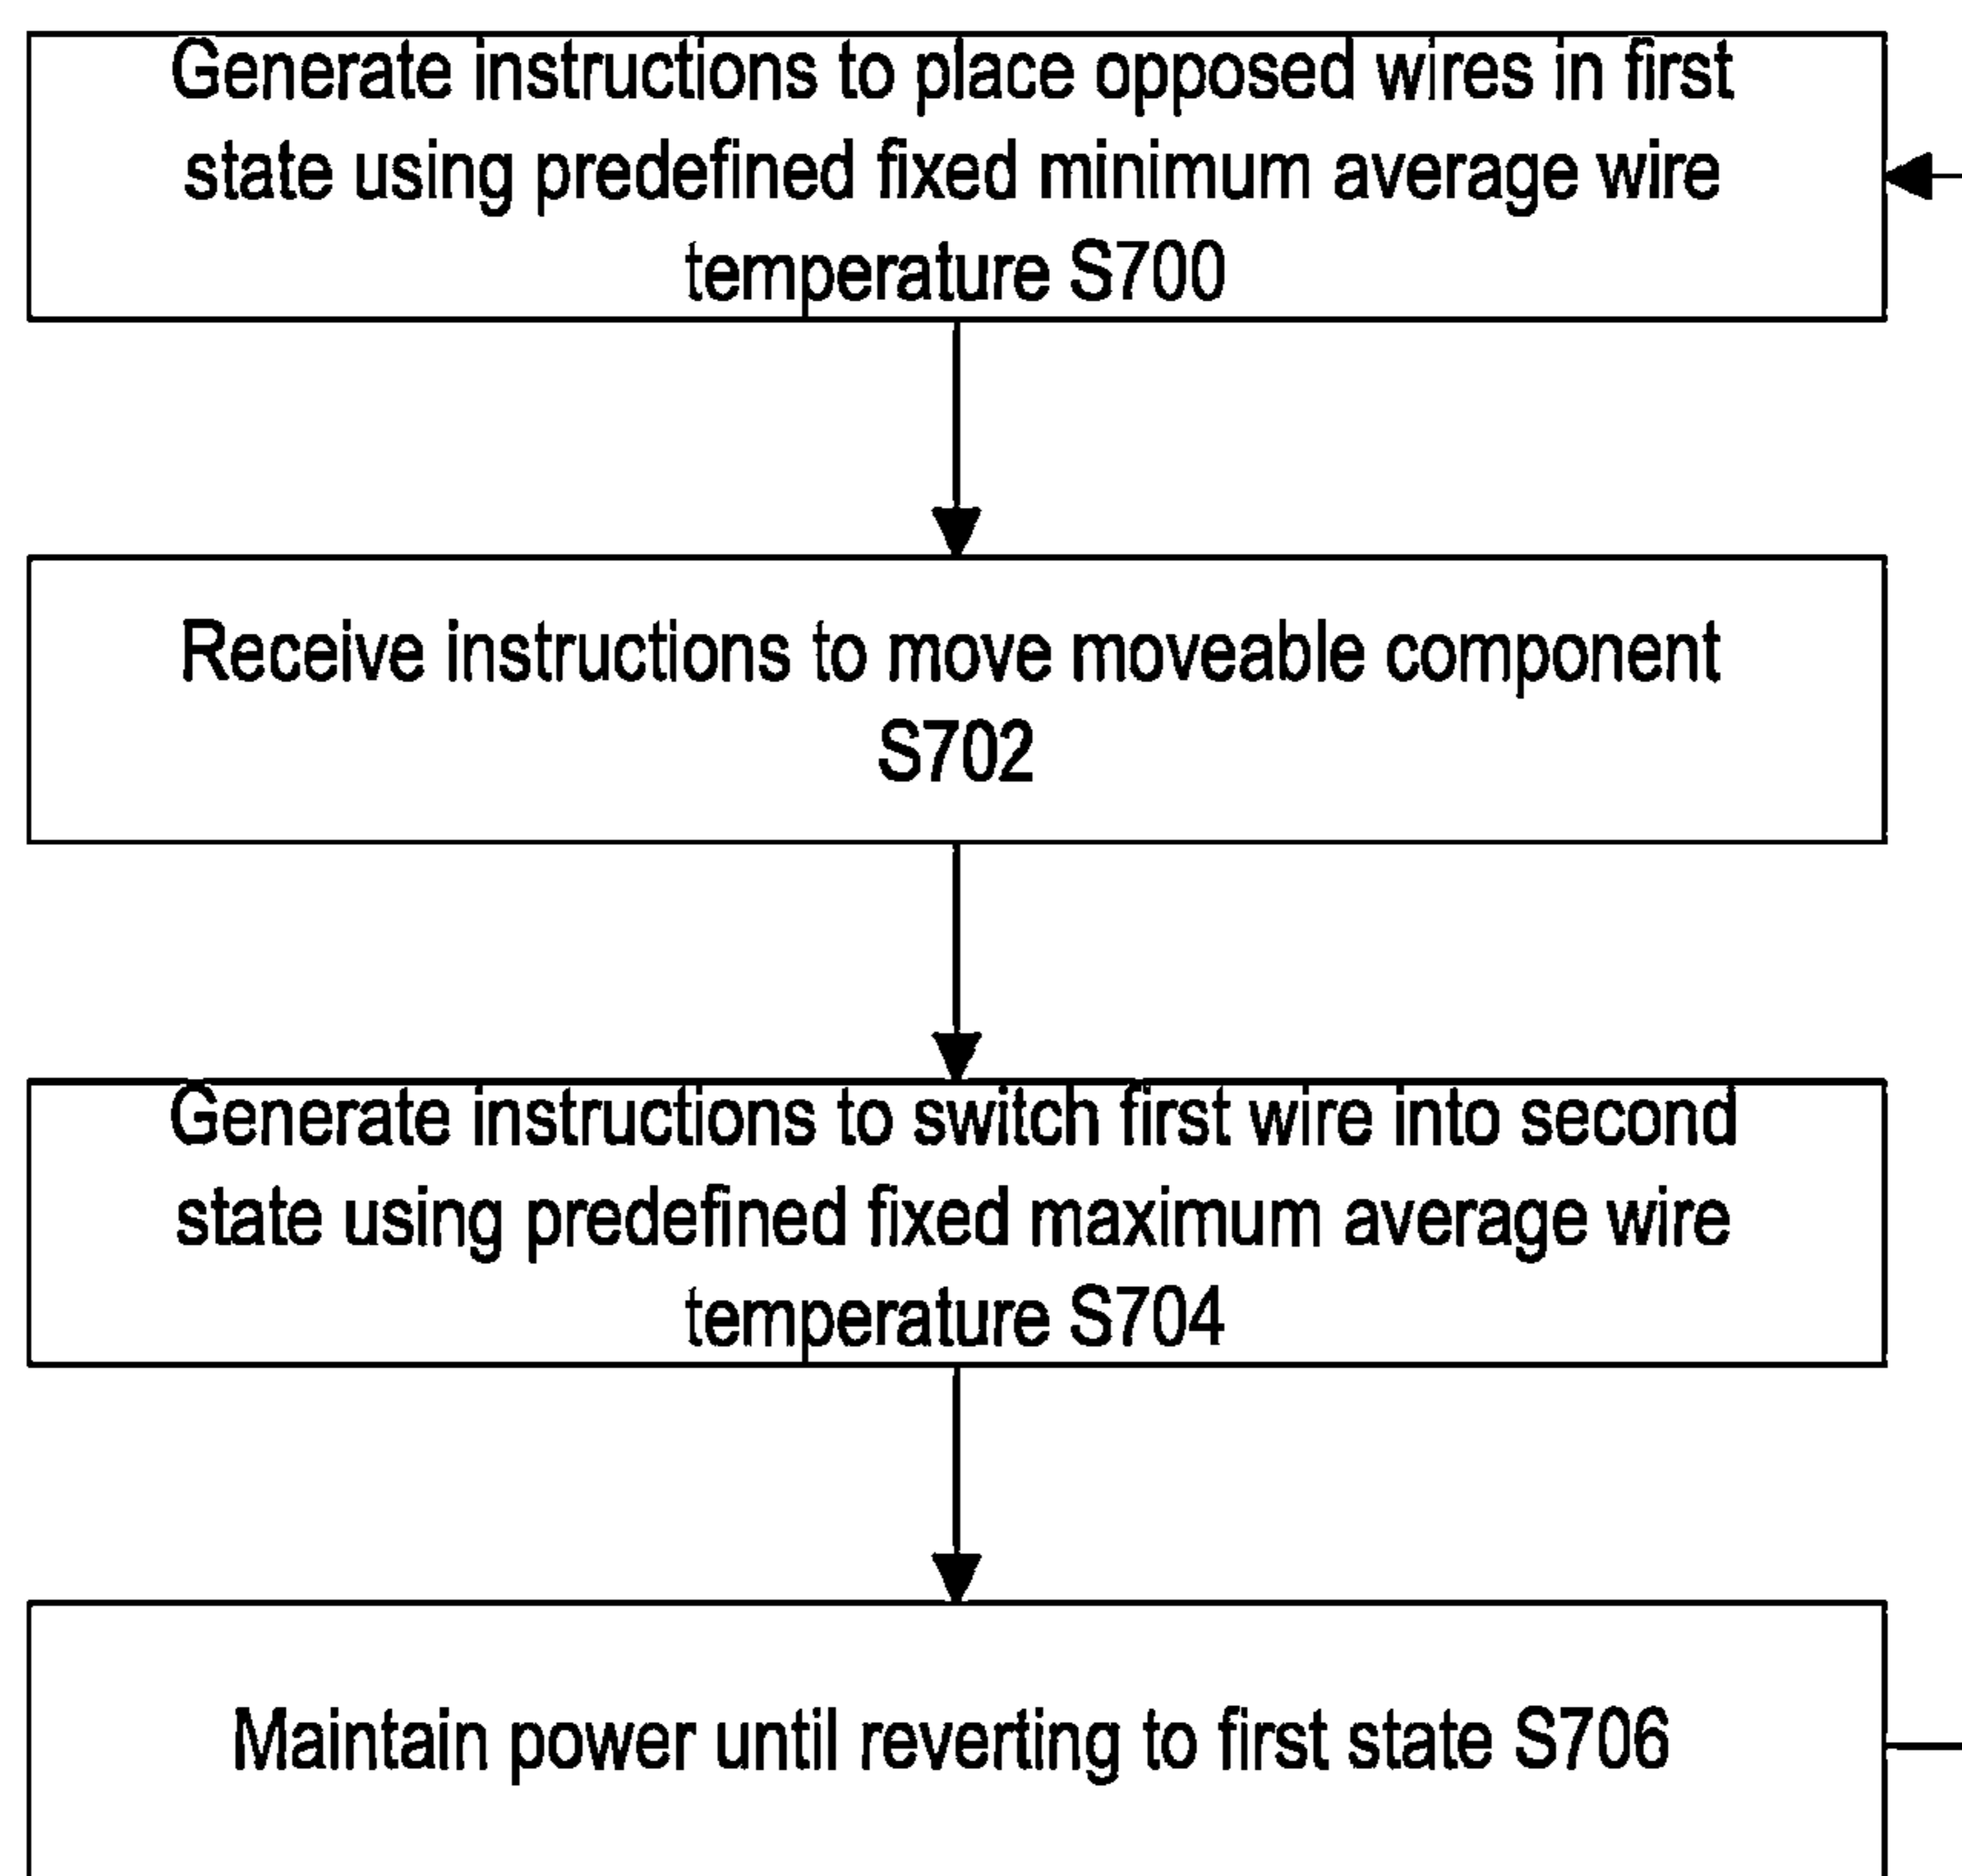 Generate instructions to place opposed wires in first
state using predefined fixed minimum average wire
temperature S700
Receive instructions to move moveable component
S702
Generate instructions to switch first wire into second
state using predefined fixed maximum average wire
temperature S704
Maintain power until reverting to first state S706